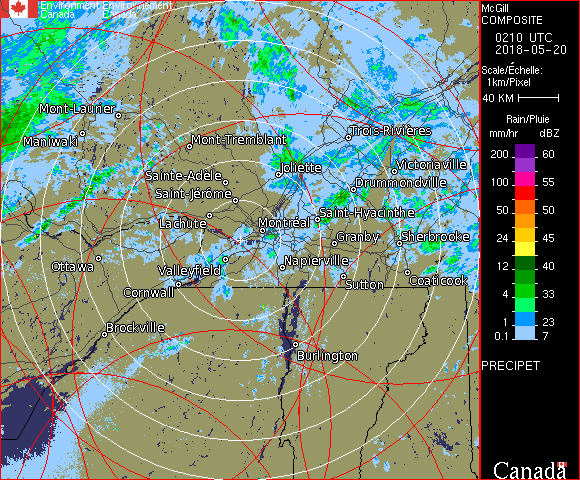 Environment Environnement
Canada Canada
McGill
COMPOSITE
0210 UTC
2018-05-20
Scale/Échelle:
1km/Pixel
40 KM
Rain/Pluie
mm/hr dBZ
200 60
100 55
50 50
24 45
12 40
4 33
1 23
0.1 7
PRECIPET
Canada
Mont-Laurier
Maniwaki
Mont-Tremblant
Trois-Rivières
Joliette
Victoriaville
Sainte-Adèle
Drummondville
Saint-Jérôme
Lachute
Saint-Hyacinthe
Montréal
Granby
Sherbrooke
Ottawa
Valleyfield
Napierville
Cornwall
Sutton
Coaticook
Brockville
Burlington